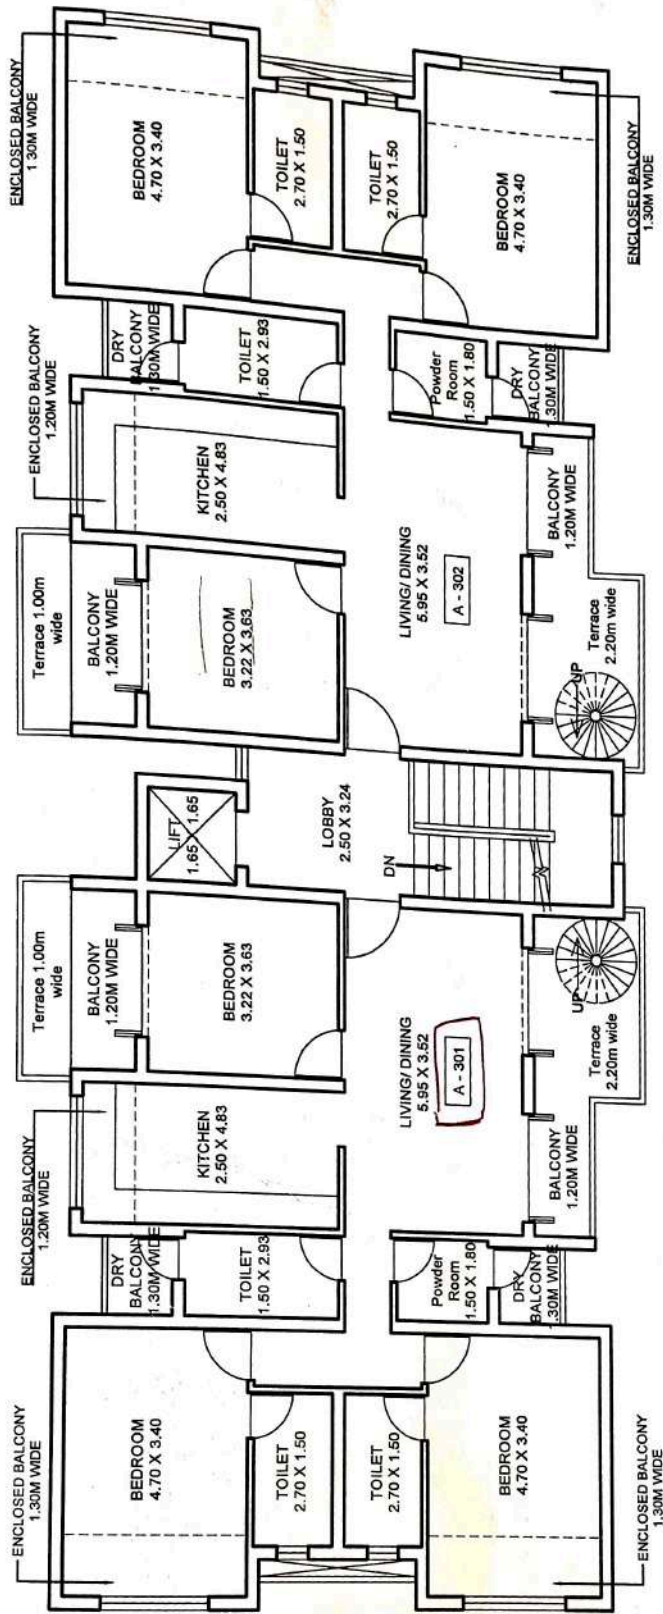 ENCLOSED BALCONY
1.30M WIDE
BEDROOM
4.70 X 3.40
TOILET
2.70 X 1.50
TOILET
2.70 X 1.50
BEDROOM
4.70 X 3.40
ENCLOSED BALCONY
1.30M WIDE
ENCLOSED BALCONY
1.20M WIDE
DRY
BALCONY
1.30M WIDE
TOILET
1.50 X 2.93
Powder
Room
1.50 X 1.80
DRY
BALCONY
1.30M WIDE
KITCHEN
2.50 X 4.83
Terrace 1.00m
wide
BALCONY
1.20M WIDE
BEDROOM
3.22 X 3.63
LIVING/ DINING
5.95 X 3.52
A - 301
BALCONY
1.20M WIDE
Terrace
2.20m wide
UP
LIFT
1.65 X 1.65
LOBBY
2.50 X 3.24
DN
Terrace 1.00m
wide
BALCONY
1.20M WIDE
BEDROOM
3.22 X 3.63
LIVING/ DINING
5.95 X 3.52
A - 302
UP
Terrace
2.20m wide
BALCONY
1.20M WIDE
ENCLOSED BALCONY
1.20M WIDE
KITCHEN
2.50 X 4.83
DRY
BALCONY
1.30M WIDE
TOILET
1.50 X 2.93
Powder
Room
1.50 X 1.80
DRY
BALCONY
1.30M WIDE
ENCLOSED BALCONY
1.30M WIDE
BEDROOM
4.70 X 3.40
TOILET
2.70 X 1.50
TOILET
2.70 X 1.50
BEDROOM
4.70 X 3.40
ENCLOSED BALCONY
1.30M WIDE